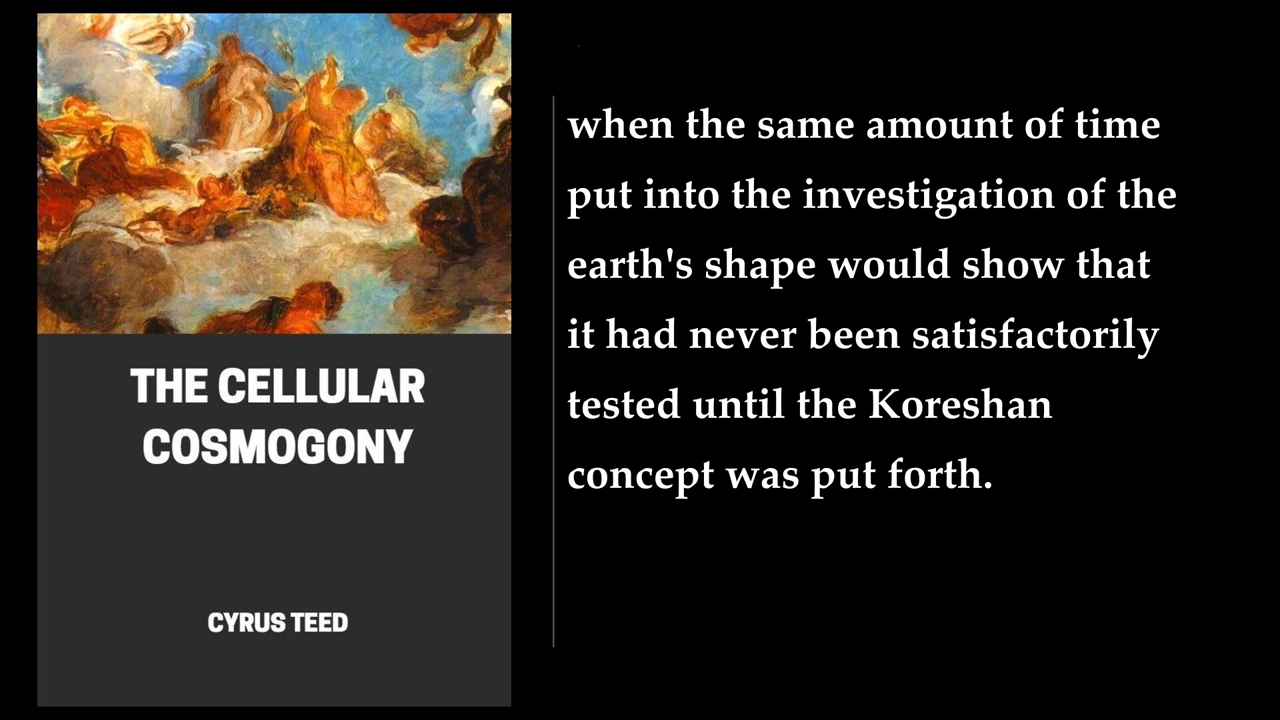 THE CELLULAR
COSMOGONY
CYRUS TEED
when the same amount of time
put into the investigation of the
earth's shape would show that
it had never been satisfactorily
tested until the Koreshan
concept was put forth.